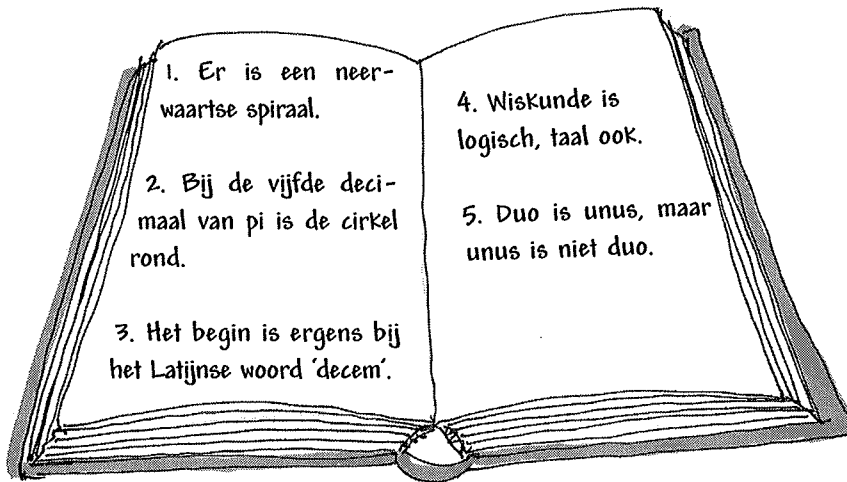 1. Er is een neer-
waartse spiraal.
2. Bij de vijfde deci-
maal van pi is de cirkel
rond.
3. Het begin is ergens bij
het Latijnse woord ‘decem’.
4. Wiskunde is
logisch, taal ook.
5. Duo is unus, maar
unus is niet duo.